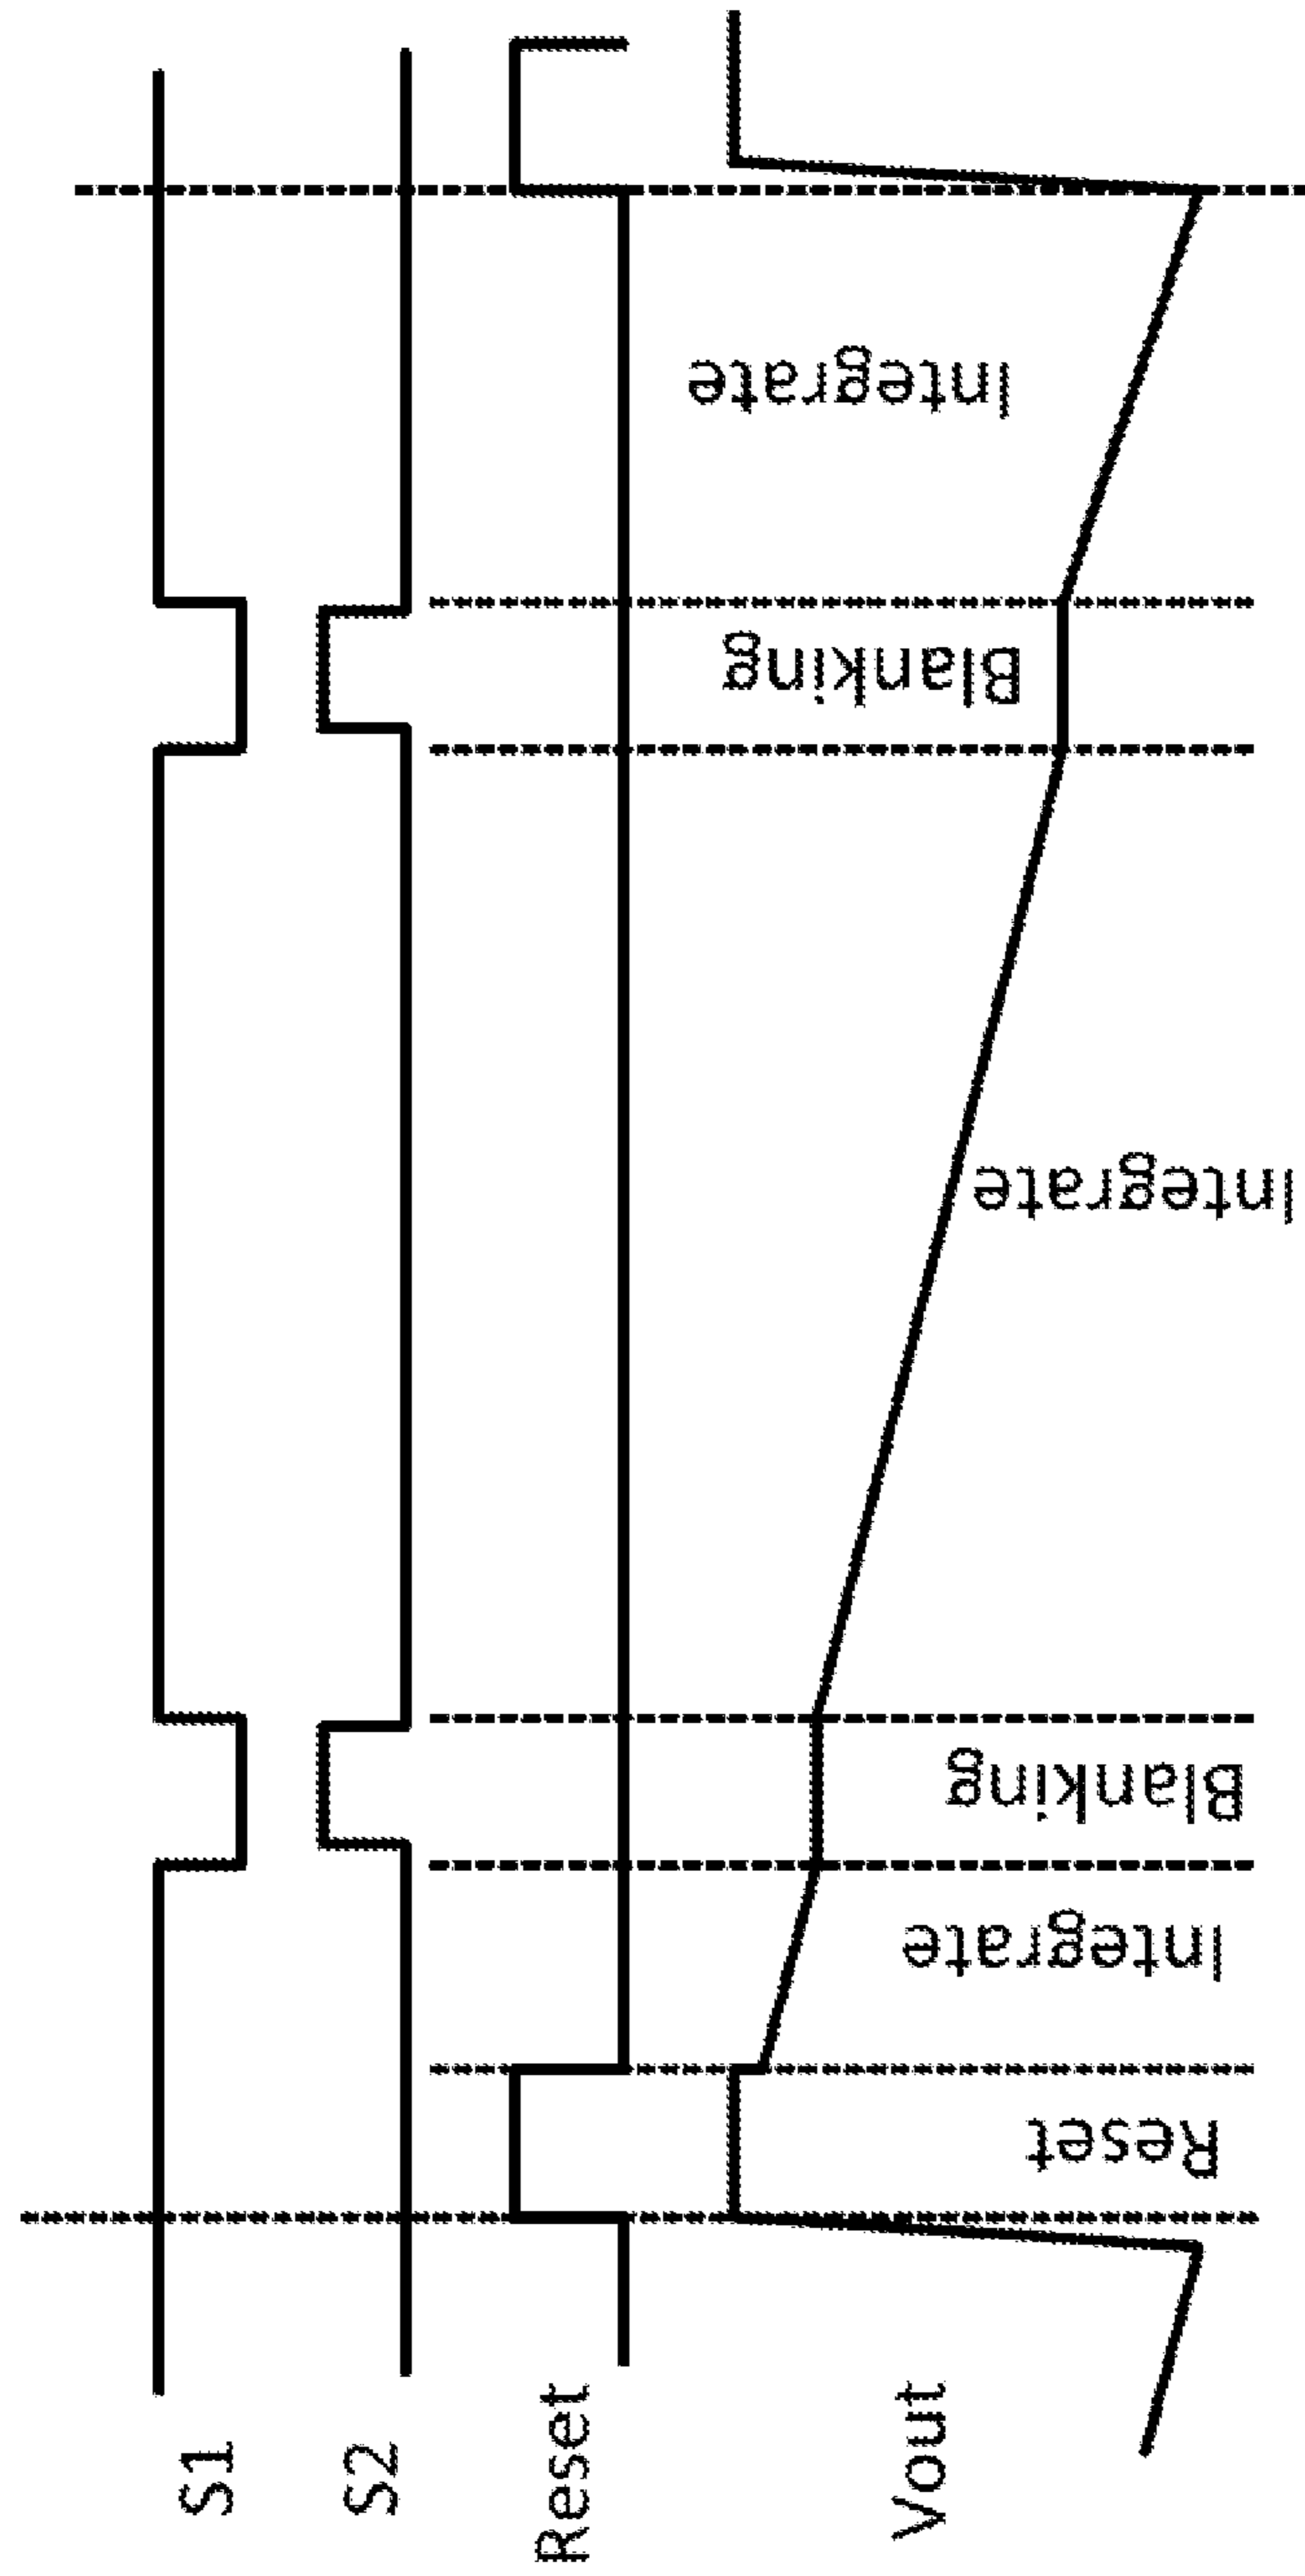 S1
S2
Reset
Vout
Reset
Integrate
Blanking
Integrate
Blanking
Integrate